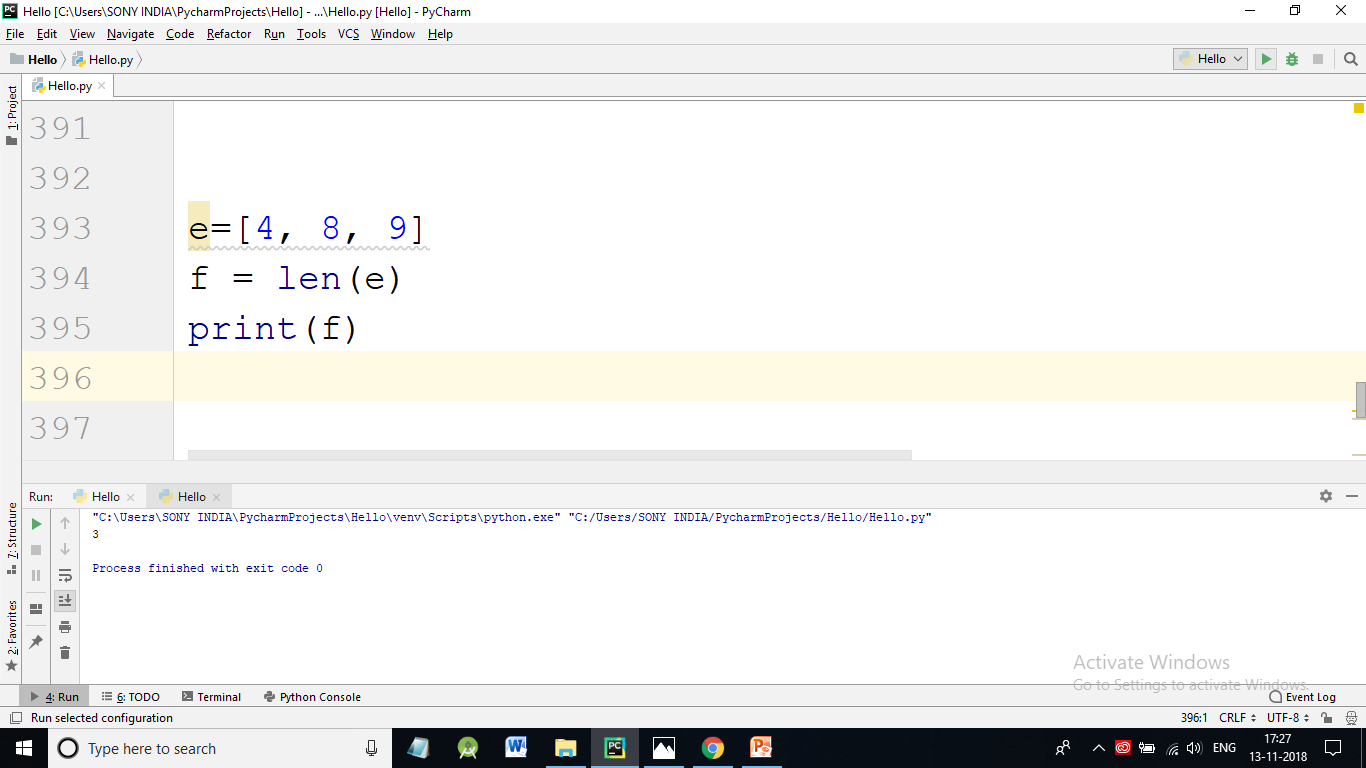 PC Hello [C:\Users\SONY INDIA\PycharmProjects\Hello] - ...\Hello.py [Hello] - PyCharm
File Edit View Navigate Code Refactor Run Tools VCS Window Help
Hello Hello.py Hello
Hello.py
1: Project
391
392
393 e=[4, 8, 9]
394 f = len(e)
395 print(f)
396
397
7: Structure
2: Favorites
Run: Hello Hello
"C:\Users\SONY INDIA\PycharmProjects\Hello\venv\Scripts\python.exe" "C:/Users/SONY INDIA/PycharmProjects/Hello/Hello.py"
3
Process finished with exit code 0
Activate Windows
Go to Settings to activate Windows.
4: Run 6: TODO Terminal Python Console Event Log
Run selected configuration 396:1 CRLF UTF-8
Type here to search ENG 17:27
13-11-2018